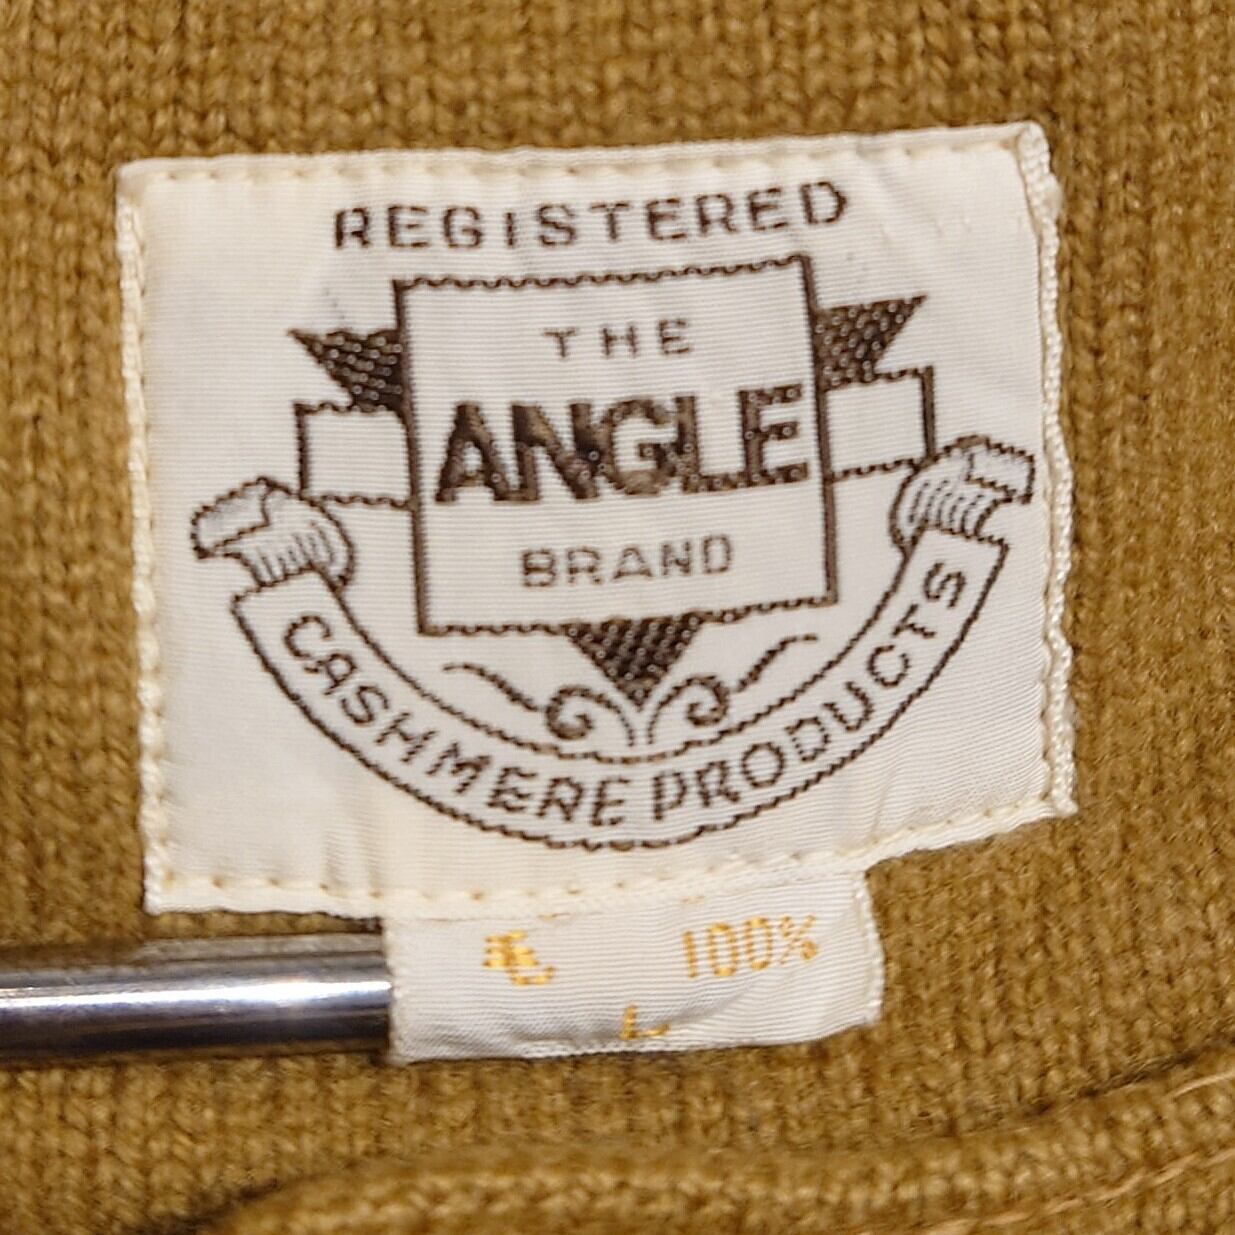 REGISTERED
THE
ANGLE
BRAND
CASHMERE PRODUCTS
毛 100%
L